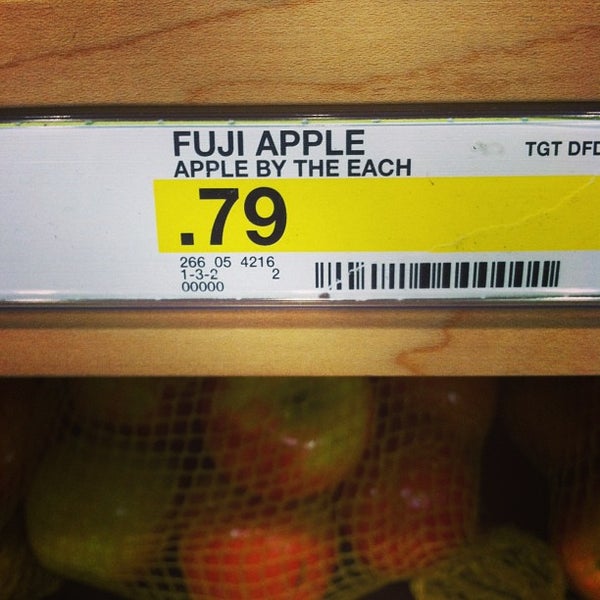 FUJI APPLE
APPLE BY THE EACH
TGT DFD
.79
266 05 4216
1-3-2 2
00000